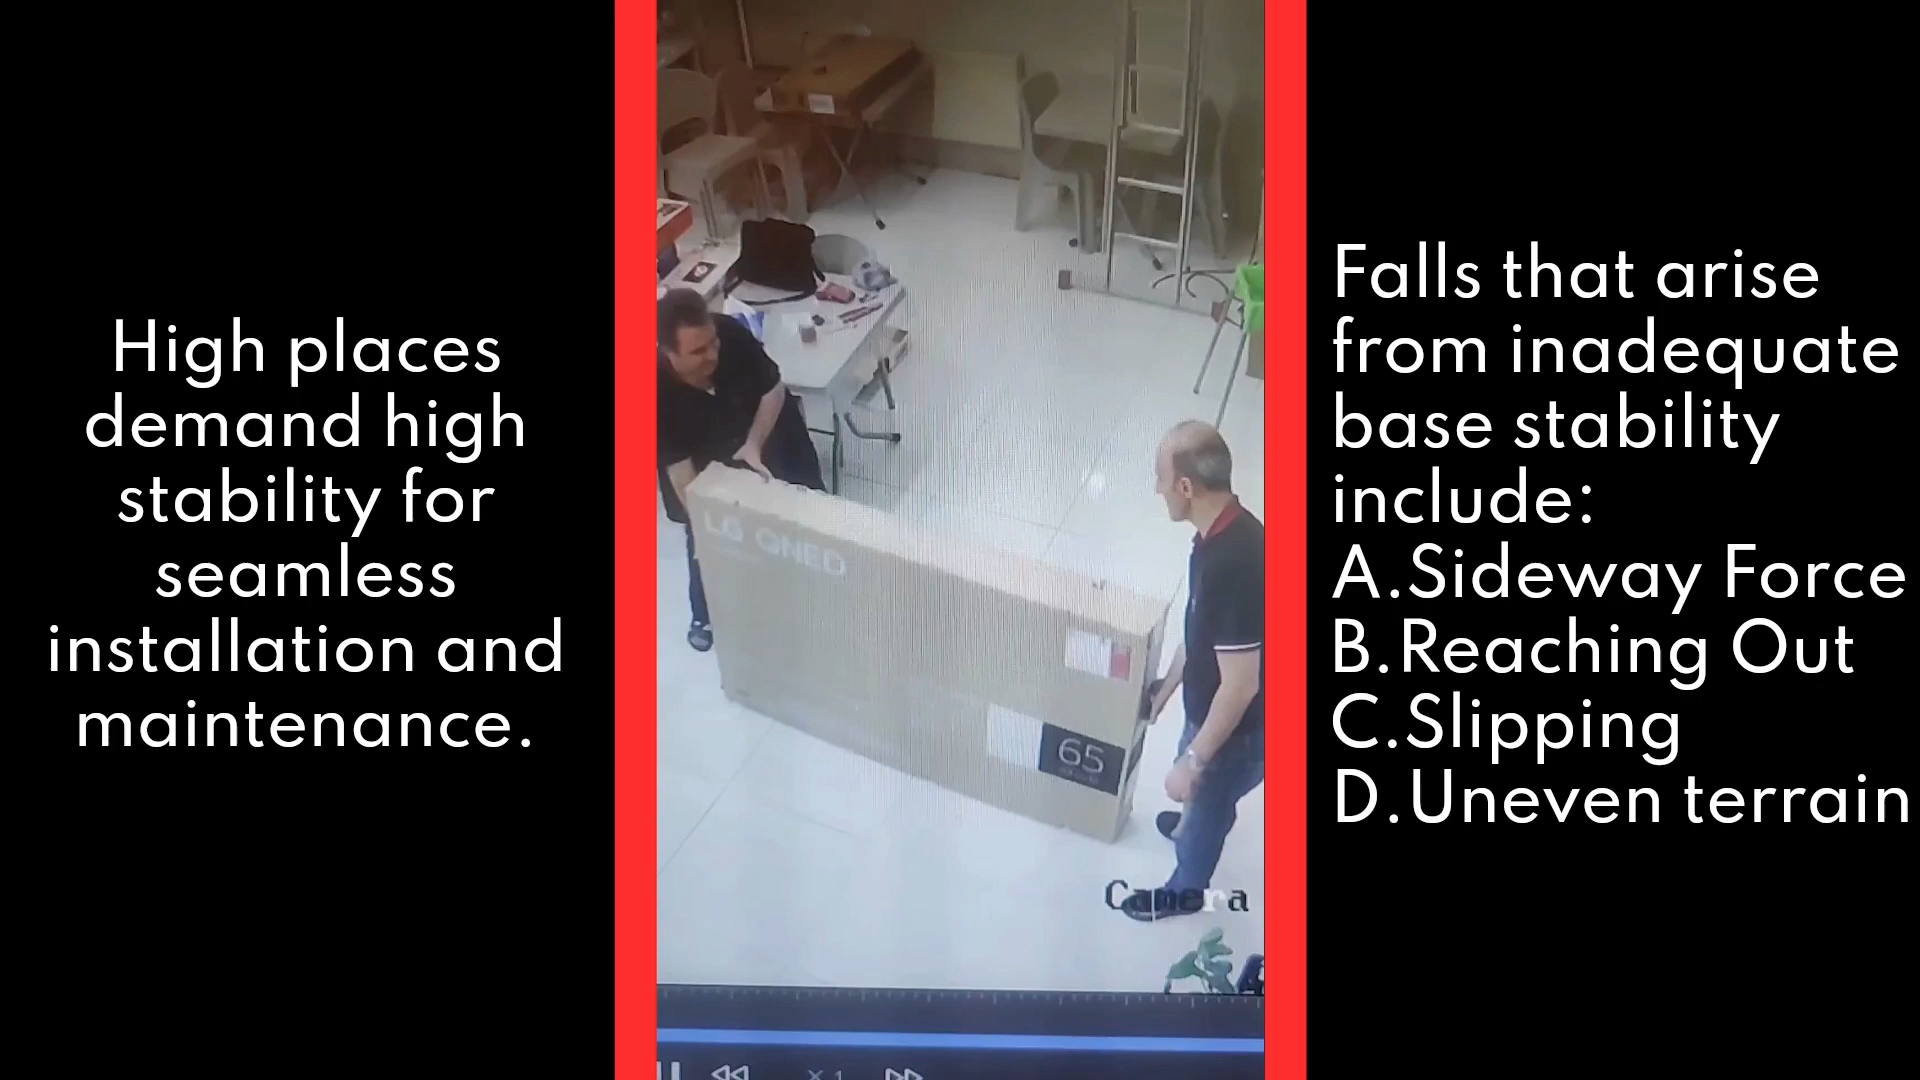 High places
demand high
stability for
seamless
installation and
maintenance.
LG QNED
65
Camera
x 1
Falls that arise
from inadequate
base stability
include:
A.Sideway Force
B.Reaching Out
C.Slipping
D.Uneven terrain